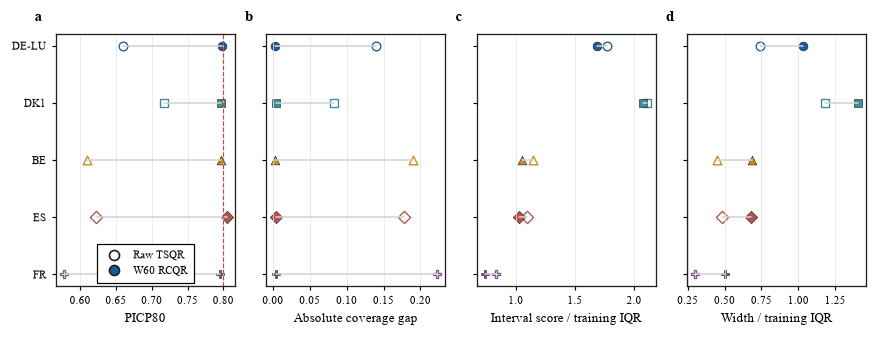 a
b
c
d
DE-LU
DK1
BE
ES
FR
Raw TSQR
W60 RCQR
0.60 0.65 0.70 0.75 0.80
0.00 0.05 0.10 0.15 0.20
1.0 1.5 2.0
0.25 0.50 0.75 1.00 1.25
PICP80
Absolute coverage gap
Interval score / training IQR
Width / training IQR